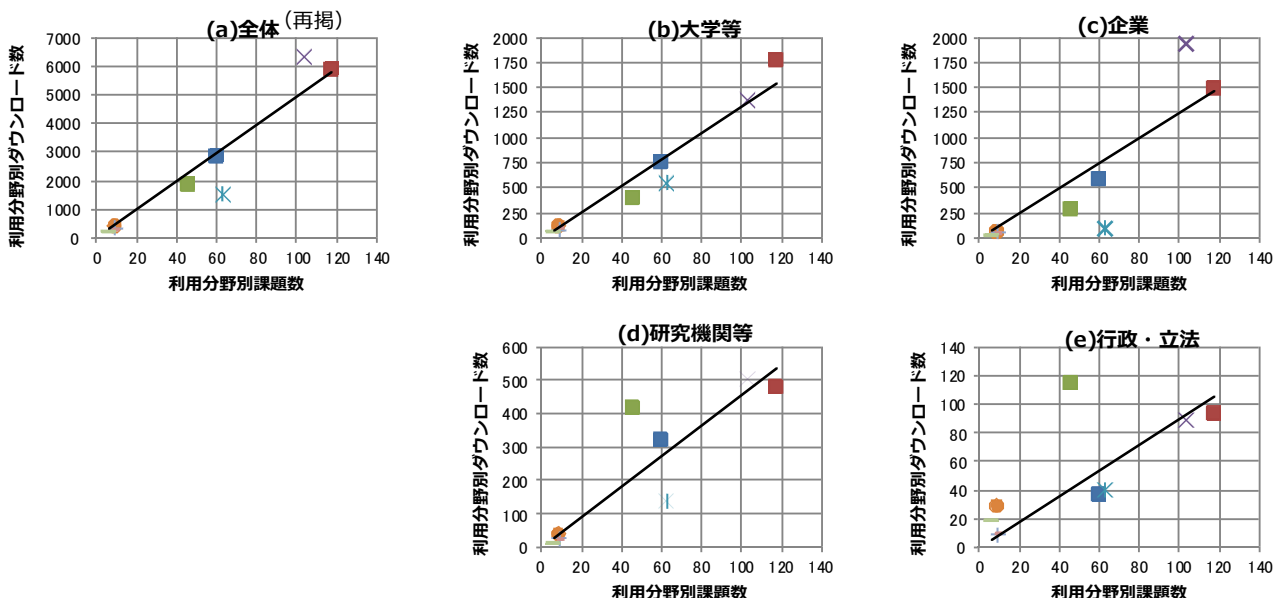 (a)全体（再掲）
利用分野別ダウンロード数
7000
6000
5000
4000
3000
2000
1000
0
0 20 40 60 80 100 120 140
利用分野別課題数
(b)大学等
利用分野別ダウンロード数
2000
1750
1500
1250
1000
750
500
250
0
0 20 40 60 80 100 120 140
利用分野別課題数
(c)企業
利用分野別ダウンロード数
2000
1750
1500
1250
1000
750
500
250
0
0 20 40 60 80 100 120 140
利用分野別課題数
(d)研究機関等
利用分野別ダウンロード数
600
500
400
300
200
100
0
0 20 40 60 80 100 120 140
利用分野別課題数
(e)行政・立法
利用分野別ダウンロード数
140
120
100
80
60
40
20
0
0 20 40 60 80 100 120 140
利用分野別課題数